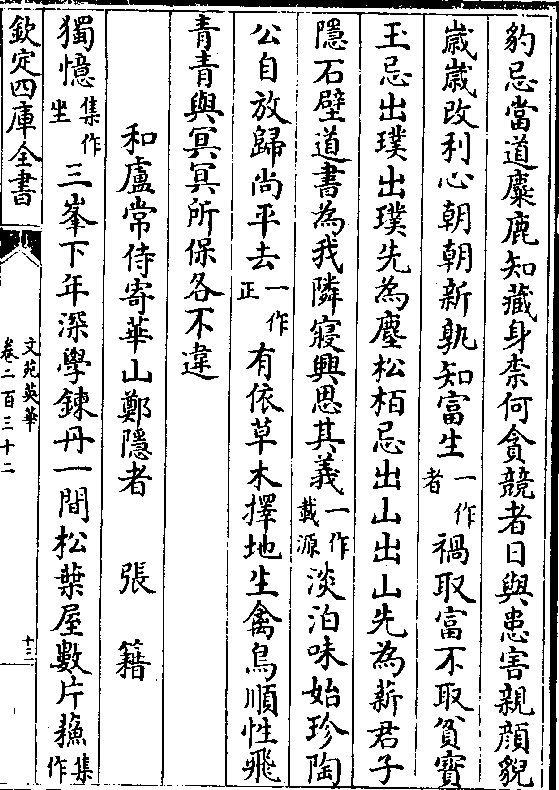 豹忌當道麋鹿知藏身柰何貪競者日與患害親顔貌
歳歳改利心朝朝新孰知富生一作者禍取富不取貧寳
玉忌出璞出璞先為塵松栢忌出山出山先為薪君子
隱石壁道書為我隣寢興思其義一作載源淡泊味始珍陶
公自放歸尚平去一作正有依草木擇地生禽鳥順性飛
青青與冥冥所保各不違
和盧常侍寄華山鄭隱者　張籍
獨憶集作坐三峯下年深學鍊丹一間松葉屋數片𤓰集作
欽定四庫全書
文苑英華
卷二百三十二
十三